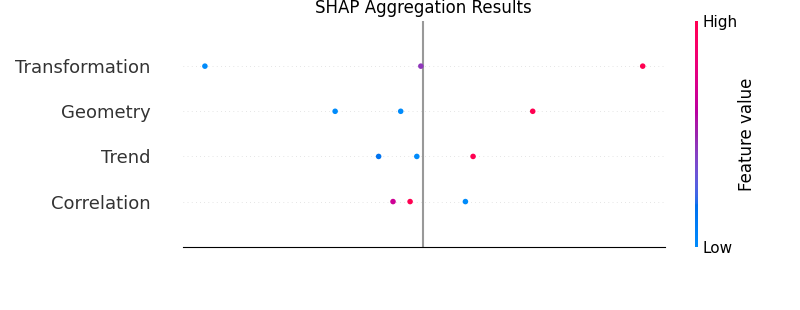 SHAP Aggregation Results
High
Transformation
Geometry
Trend
Correlation
Feature value
Low